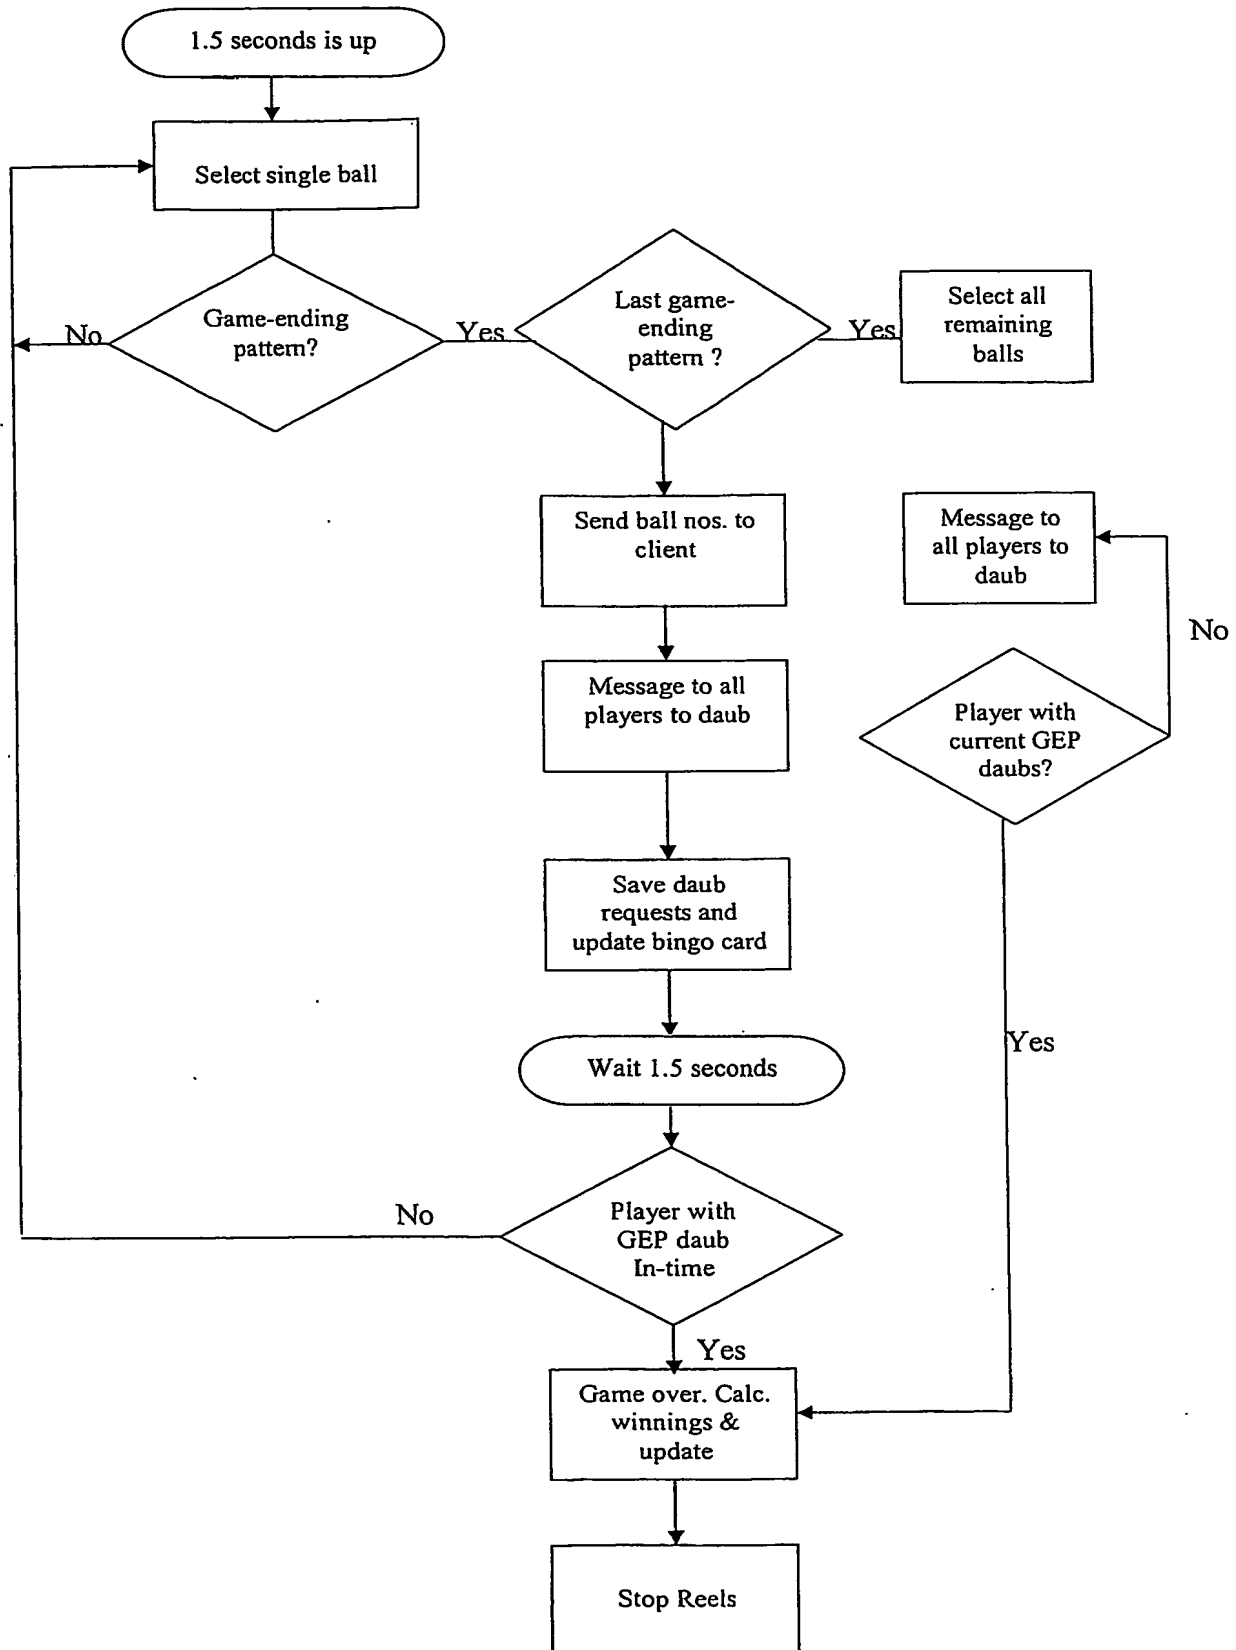 1.5 seconds is up
Select single ball
Game-ending
pattern?
No
Yes
Last game-
ending
pattern ?
Yes
Select all
remaining
balls
Send ball nos. to
client
Message to
all players to
daub
No
Message to all
players to daub
Player with
current GEP
daubs?
Save daub
requests and
update bingo card
Yes
Wait 1.5 seconds
No
Player with
GEP daub
In-time
Yes
Game over. Calc.
winnings &
update
Stop Reels